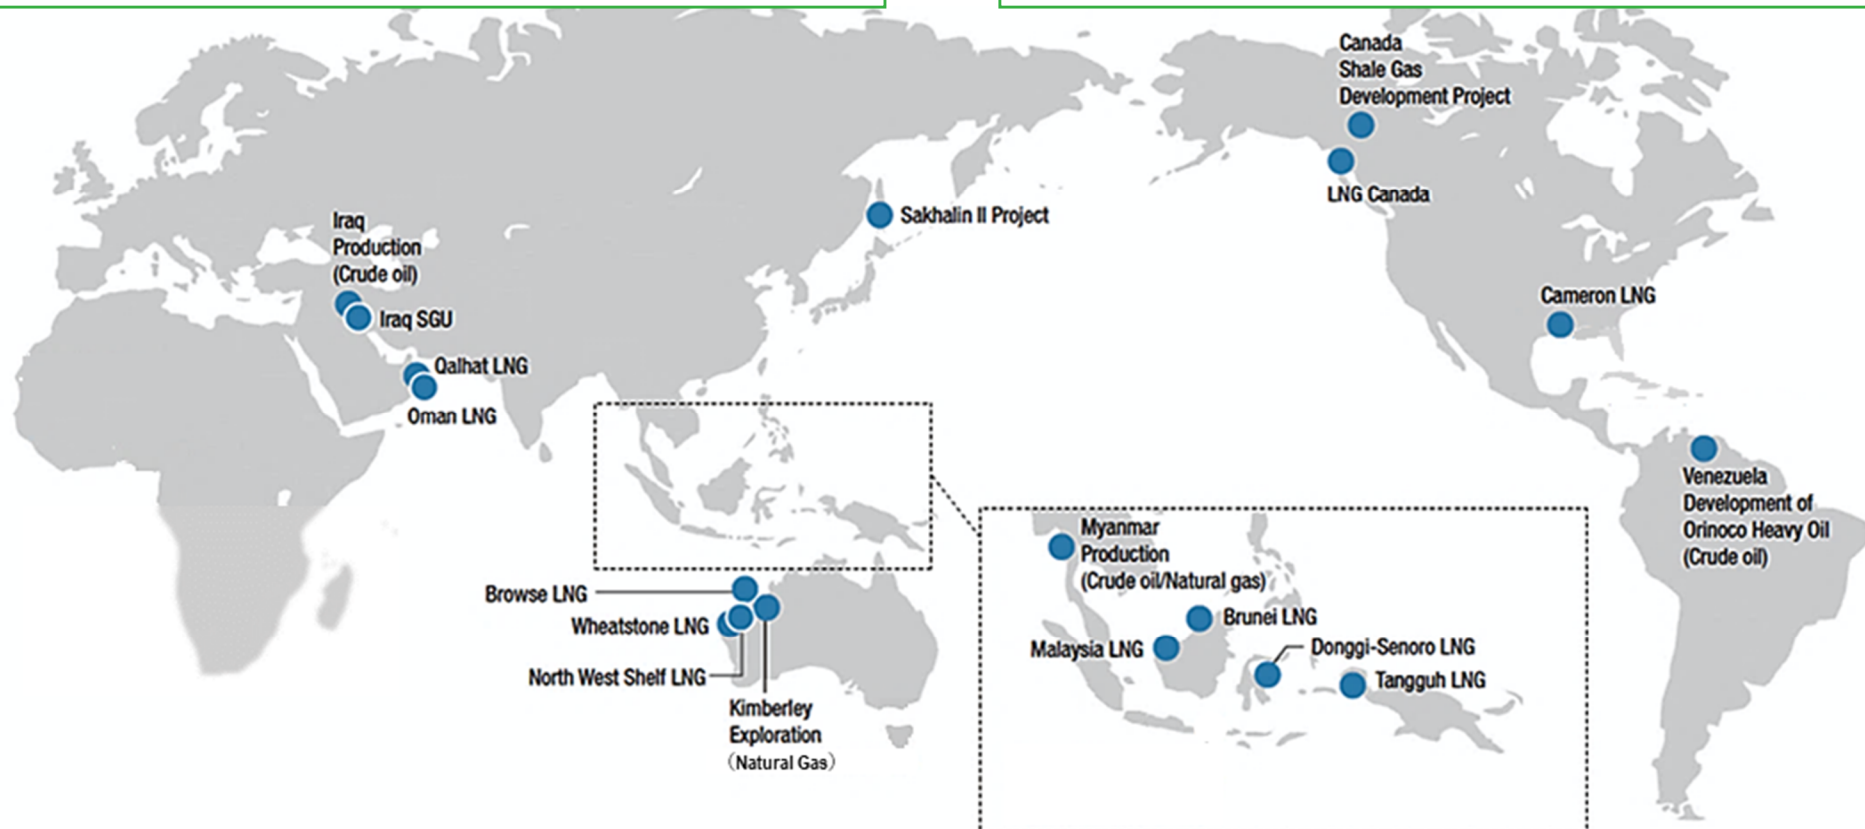 Canada
Shale Gas
Development Project
LNG Canada
Sakhalin II Project
Iraq
Production
(Crude oil)
Iraq SGU
Qalhat LNG
Oman LNG
Cameron LNG
Venezuela
Development of
Orinoco Heavy Oil
(Crude oil)
Browse LNG
Wheatstone LNG
North West Shelf LNG
Kimberley
Exploration
(Natural Gas)
Myanmar
Production
(Crude oil/Natural gas)
Brunei LNG
Malaysia LNG
Donggi-Senoro LNG
Tangguh LNG